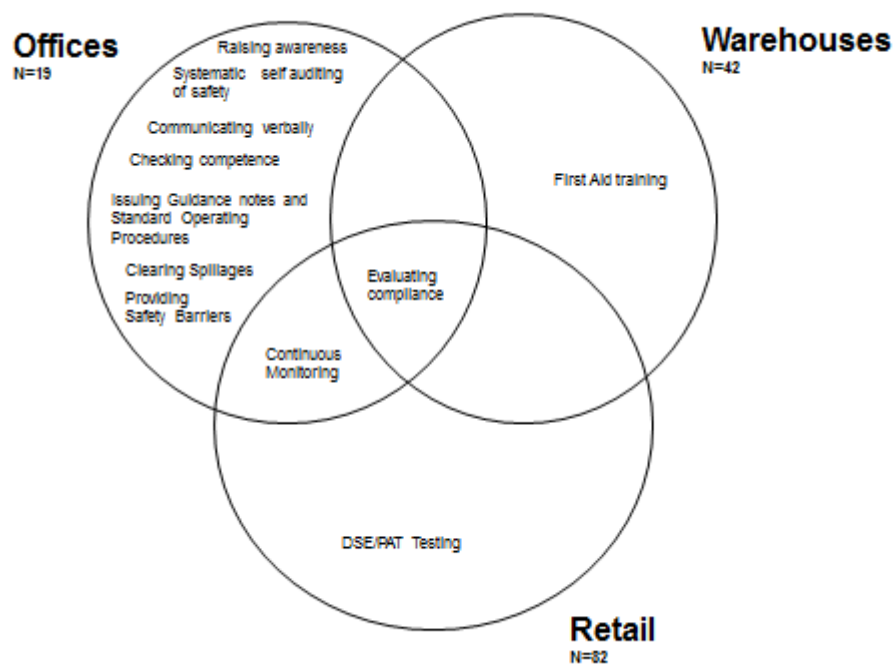 Offices
N=19
Warehouses
N=42
Raising awareness
Systematic self auditing
of safety
Communicating verbally
Checking competence
First Aid training
Issuing Guidance notes and
Standard Operating
Procedures
Clearing Spillages
Providing
Safety Barriers
Evaluating
compliance
Continuous
Monitoring
DSE/PAT Testing
Retail
N=82